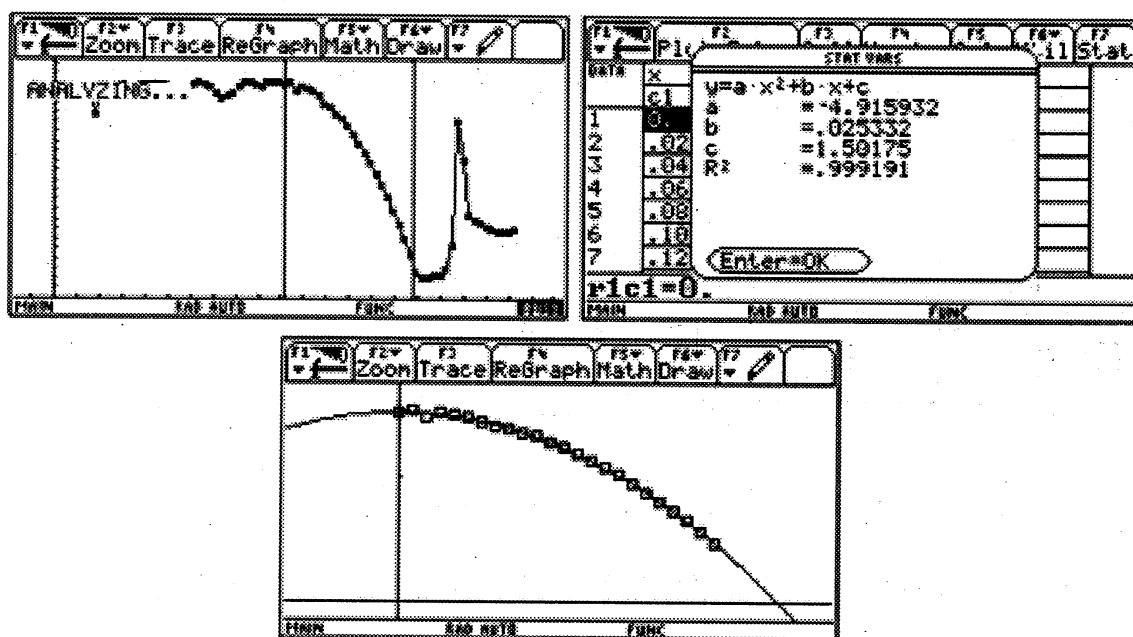 F1 F2 F3 F4 F5 F6 F7
Zoom Trace ReGraph Math Draw
ANALYZING...
x
MAIN RAD AUTO FUNC
F1 F2 F3 F4 F5 F6 F7
Stat
STAT VARS
DATA x
c1
y=a·x²+b·x+c
a =-4.915932
b =.025332
c =1.50175
R² =.999191
1 0.
2 .02
3 .04
4 .06
5 .08
6 .10
7 .12
Enter=OK
r1c1=0.
MAIN RAD AUTO FUNC
F1 F2 F3 F4 F5 F6 F7
Zoom Trace ReGraph Math Draw
MAIN RAD AUTO FUNC